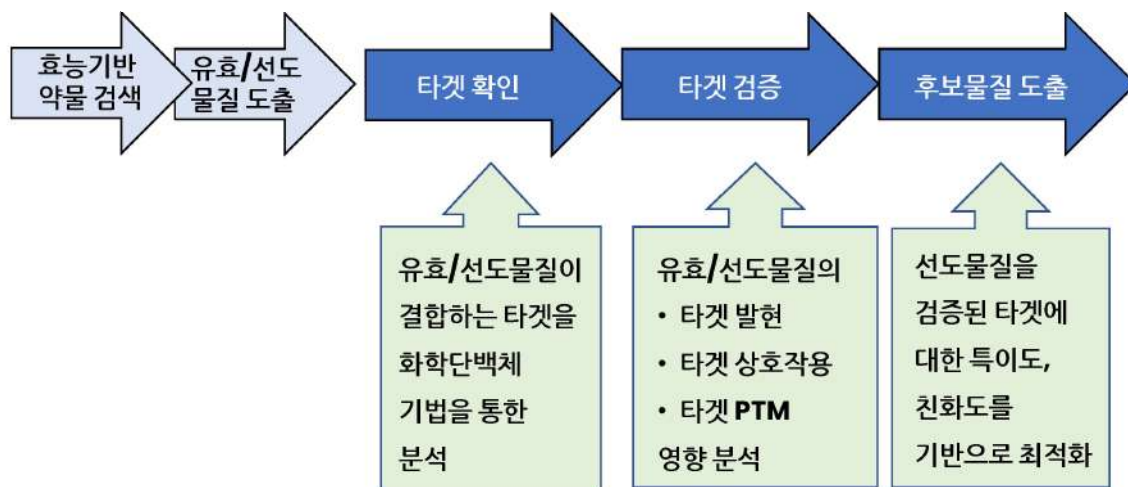 효능기반
약물 검색
유효/선도
물질 도출
타겟 확인
타겟 검증
후보물질 도출
유효/선도물질이
결합하는 타겟을
화학단백체
기법을 통한
분석
유효/선도물질의
• 타겟 발현
• 타겟 상호작용
• 타겟 PTM
영향 분석
선도물질을
검증된 타겟에
대한 특이도,
친화도를
기반으로 최적화